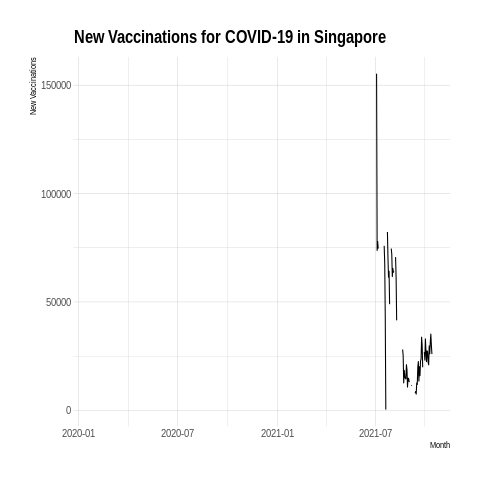 New Vaccinations for COVID-19 in Singapore
New Vaccinations
150000
100000
50000
0
2020-01 2020-07 2021-01 2021-07
Month